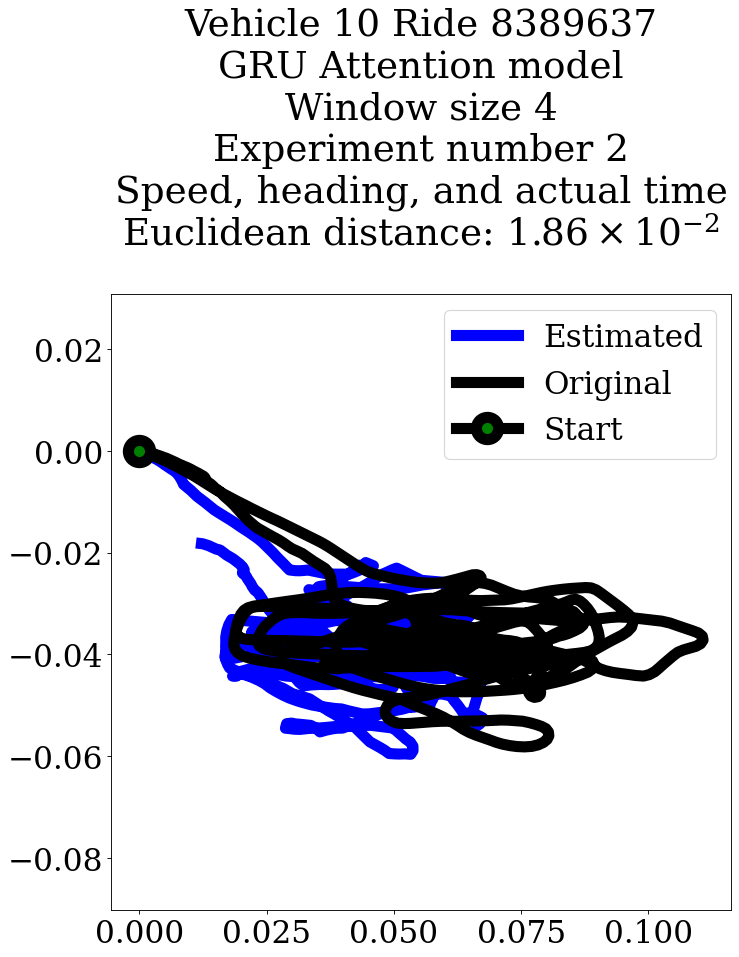 Vehicle 10 Ride 8389637
GRU Attention model
Window size 4
Experiment number 2
Speed, heading, and actual time
Euclidean distance: 1.86 × 10⁻²
Estimated
Original
Start
0.02
0.00
−0.02
−0.04
−0.06
−0.08
0.000 0.025 0.050 0.075 0.100